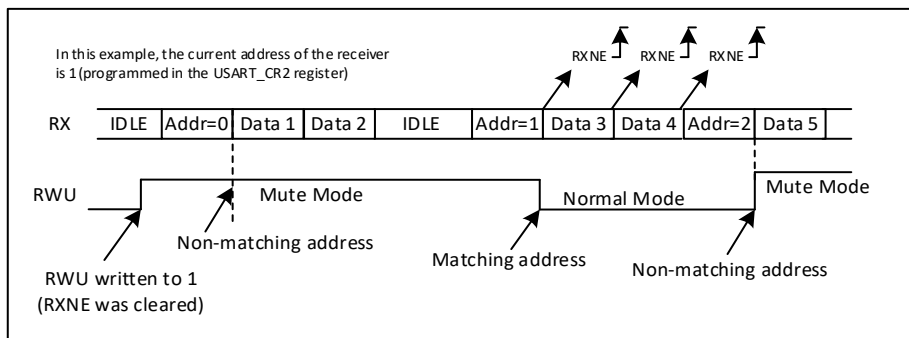 In this example, the current address of the receiver
is 1(programmed in the USART_CR2 register)
RXNE RXNE RXNE
RX IDLE Addr=0 Data 1 Data 2 IDLE Addr=1 Data 3 Data 4 Addr=2 Data 5
RWU Mute Mode Normal Mode Mute Mode
Non-matching address Matching address Non-matching address
RWU written to 1
(RXNE was cleared)